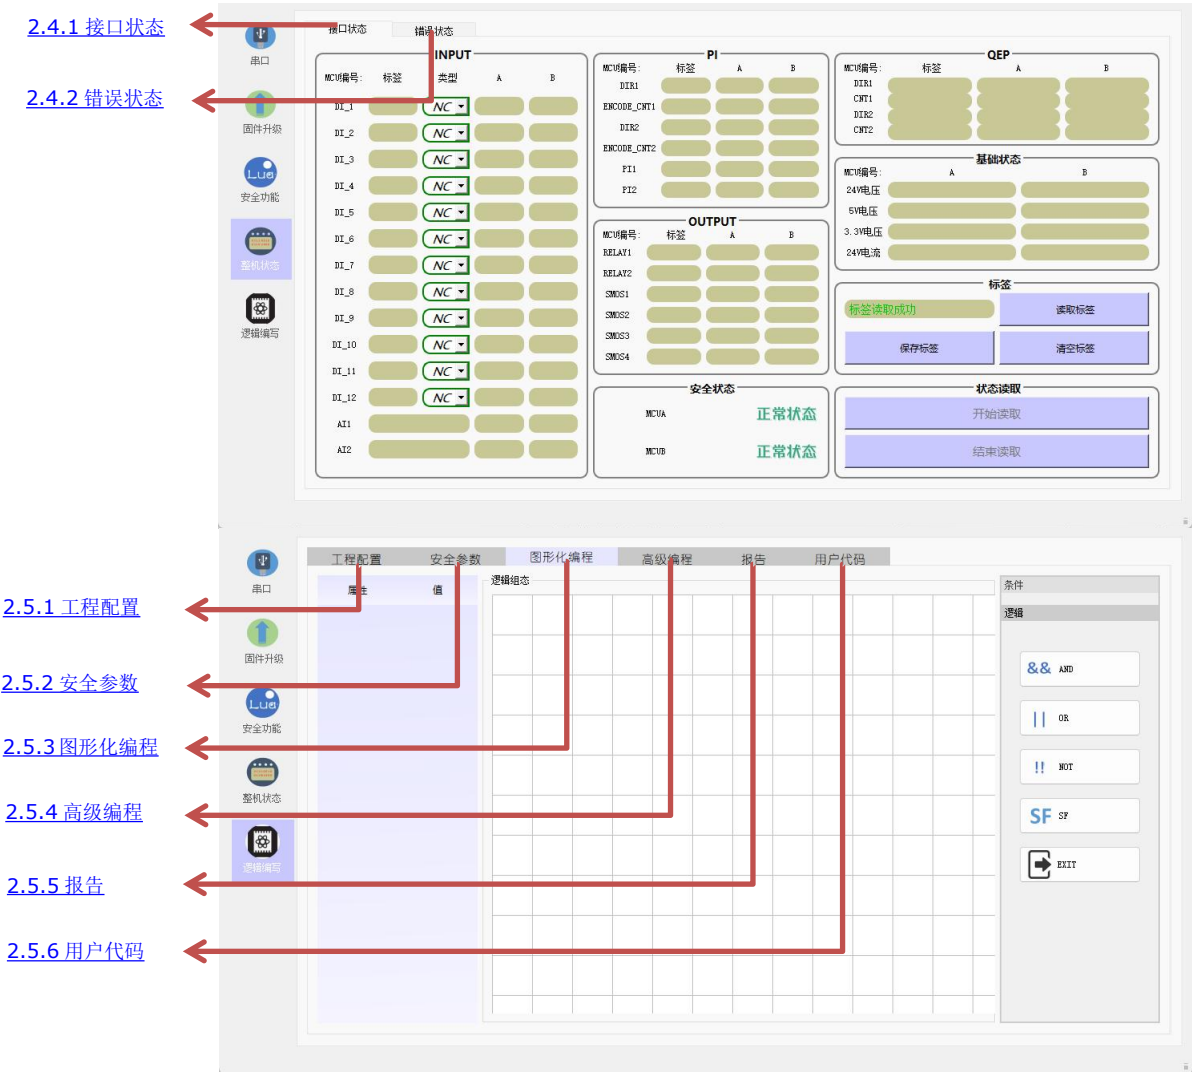 2.4.1 接口状态
2.4.2 错误状态
串口
固件升级
Lua
安全功能
整机状态
逻辑编写
接口状态
错误状态
INPUT
MCU编号: 标签 类型 A B
DI_1 NC
DI_2 NC
DI_3 NC
DI_4 NC
DI_5 NC
DI_6 NC
DI_7 NC
DI_8 NC
DI_9 NC
DI_10 NC
DI_11 NC
DI_12 NC
AI1
AI2
PI
MCU编号: 标签 A B
DIR1
ENCODE_CNT1
DIR2
ENCODE_CNT2
PI1
PI2
OUTPUT
MCU编号: 标签 A B
RELAY1
RELAY2
SMOS1
SMOS2
SMOS3
SMOS4
安全状态
MCUA 正常状态
MCUB 正常状态
QEP
MCU编号: 标签 A B
DIR1
CNT1
DIR2
CNT2
基础状态
MCU编号: A B
24V电压
5V电压
3.3V电压
24V电流
标签
标签读取成功 读取标签
保存标签 清空标签
状态读取
开始读取
结束读取
2.5.1 工程配置
2.5.2 安全参数
2.5.3 图形化编程
2.5.4 高级编程
2.5.5 报告
2.5.6 用户代码
串口
固件升级
Lua
安全功能
整机状态
逻辑编写
工程配置 安全参数 图形化编程 高级编程 报告 用户代码
属性 值
逻辑组态
条件
逻辑
&& AND
|| OR
!! NOT
SF SF
EXIT